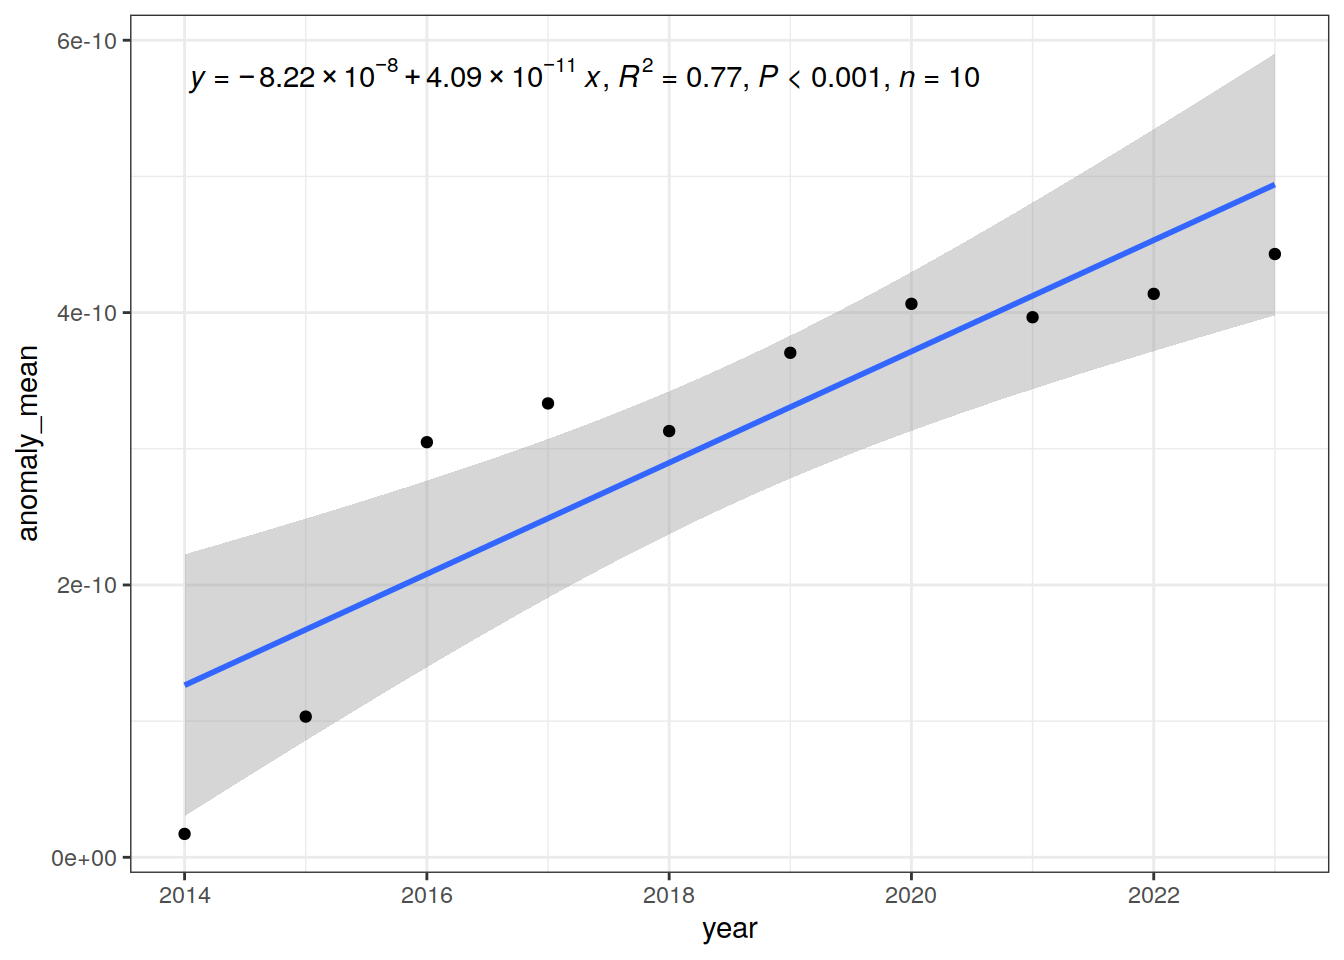 y = −8.22 × 10⁻⁸ + 4.09 × 10⁻¹¹ x, R² = 0.77, P < 0.001, n = 10
6e-10
4e-10
2e-10
0e+00
anomaly_mean
2014 2016 2018 2020 2022
year